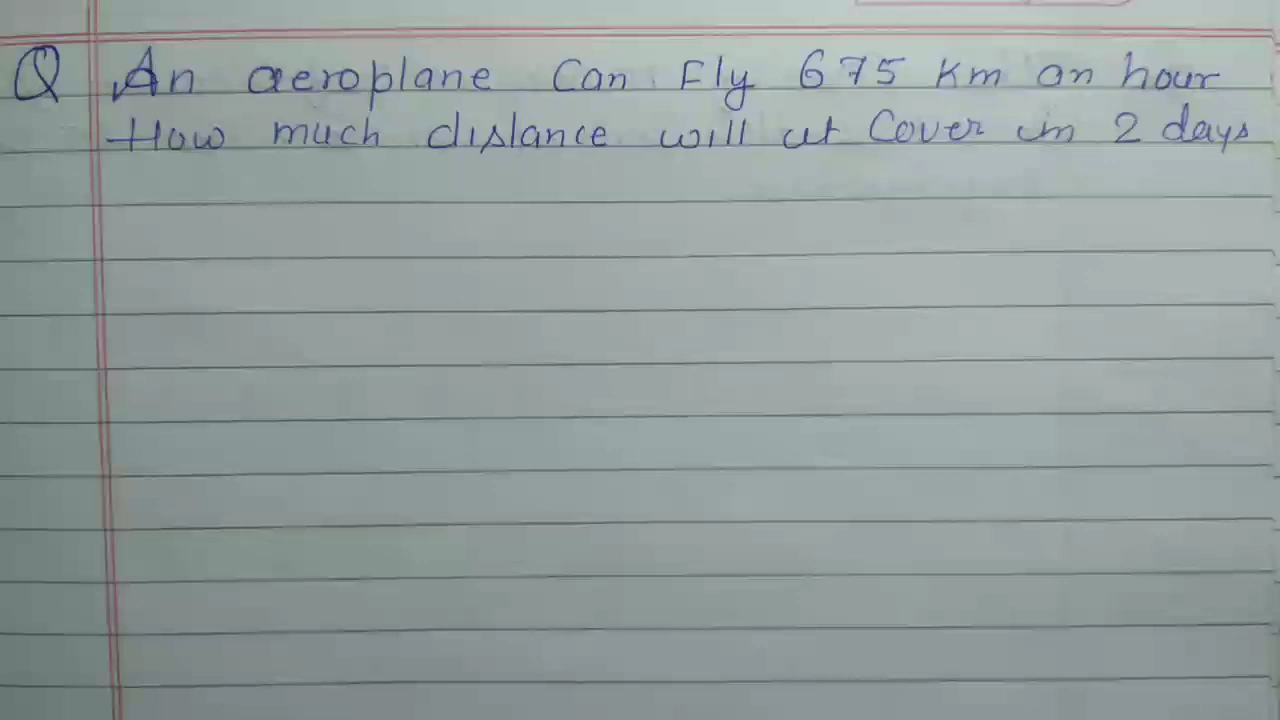 Q An aeroplane can fly 675 km an hour
How much distance will it cover in 2 days